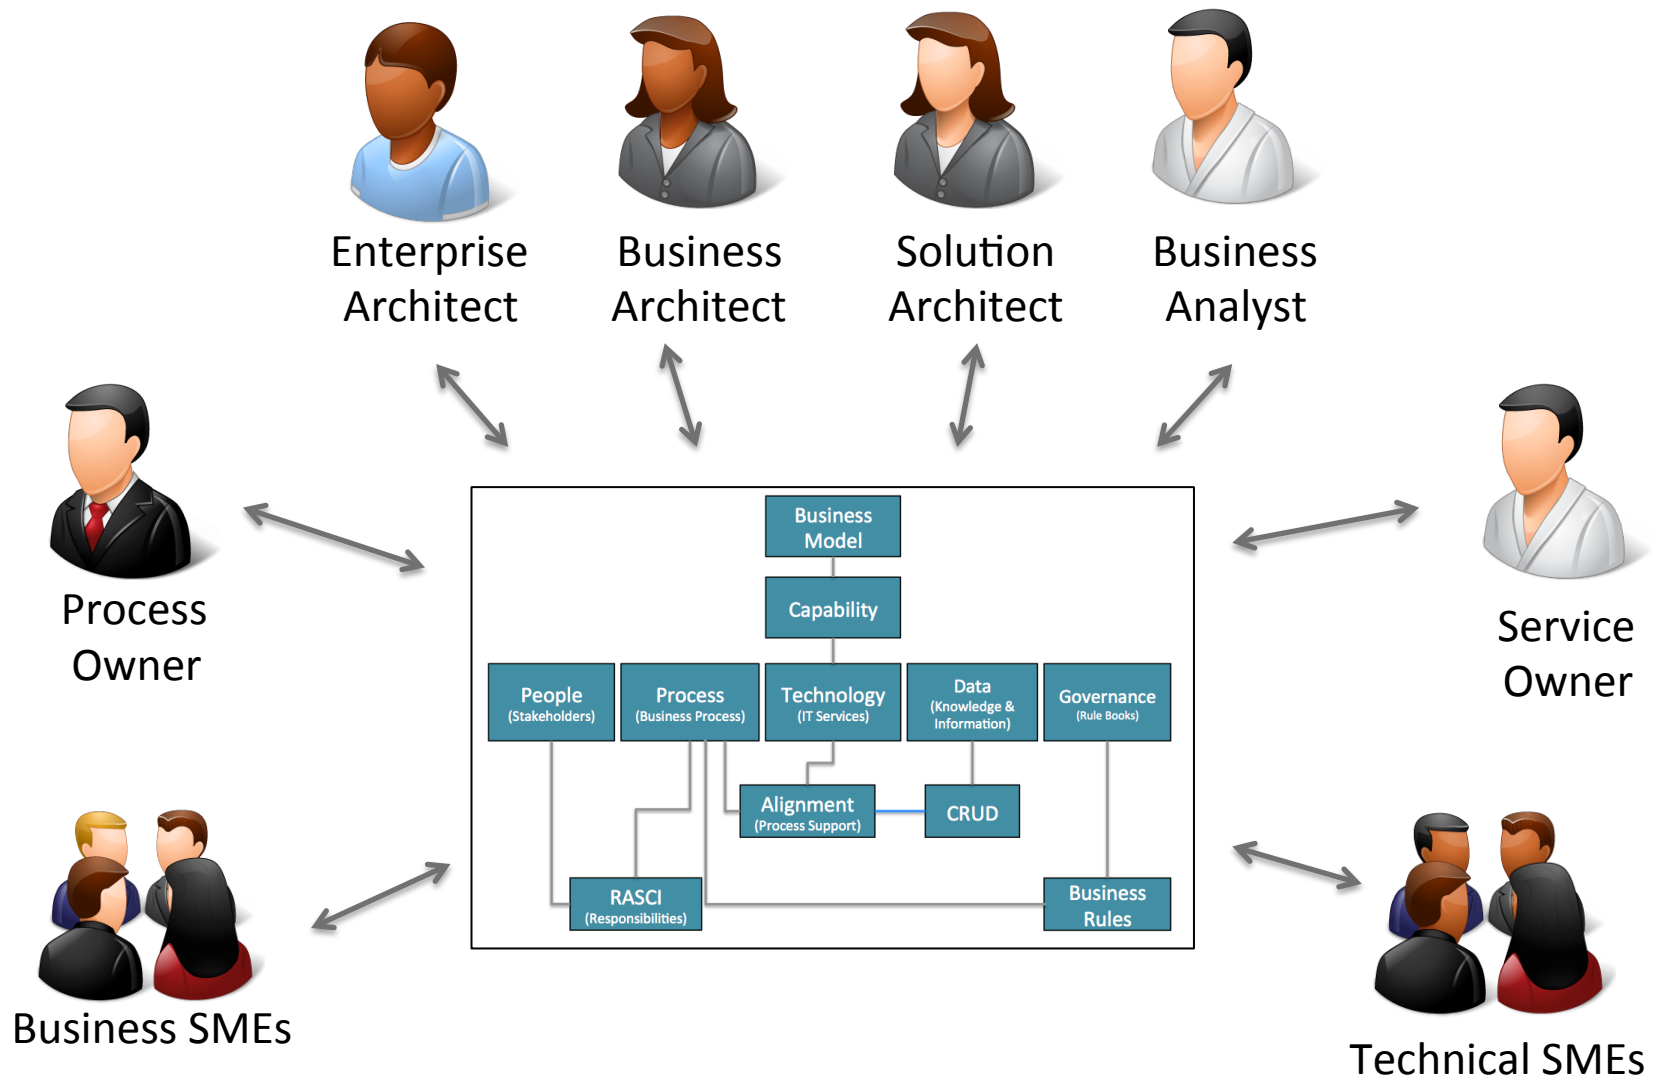 Enterprise
Architect
Business
Architect
Solution
Architect
Business
Analyst
Process
Owner
Service
Owner
Business
Model
Capability
People
(Stakeholders)
Process
(Business Process)
Technology
(IT Services)
Data
(Knowledge &
Information)
Governance
(Rule Books)
Alignment
(Process Support)
CRUD
RASCI
(Responsibilities)
Business
Rules
Business SMEs
Technical SMEs